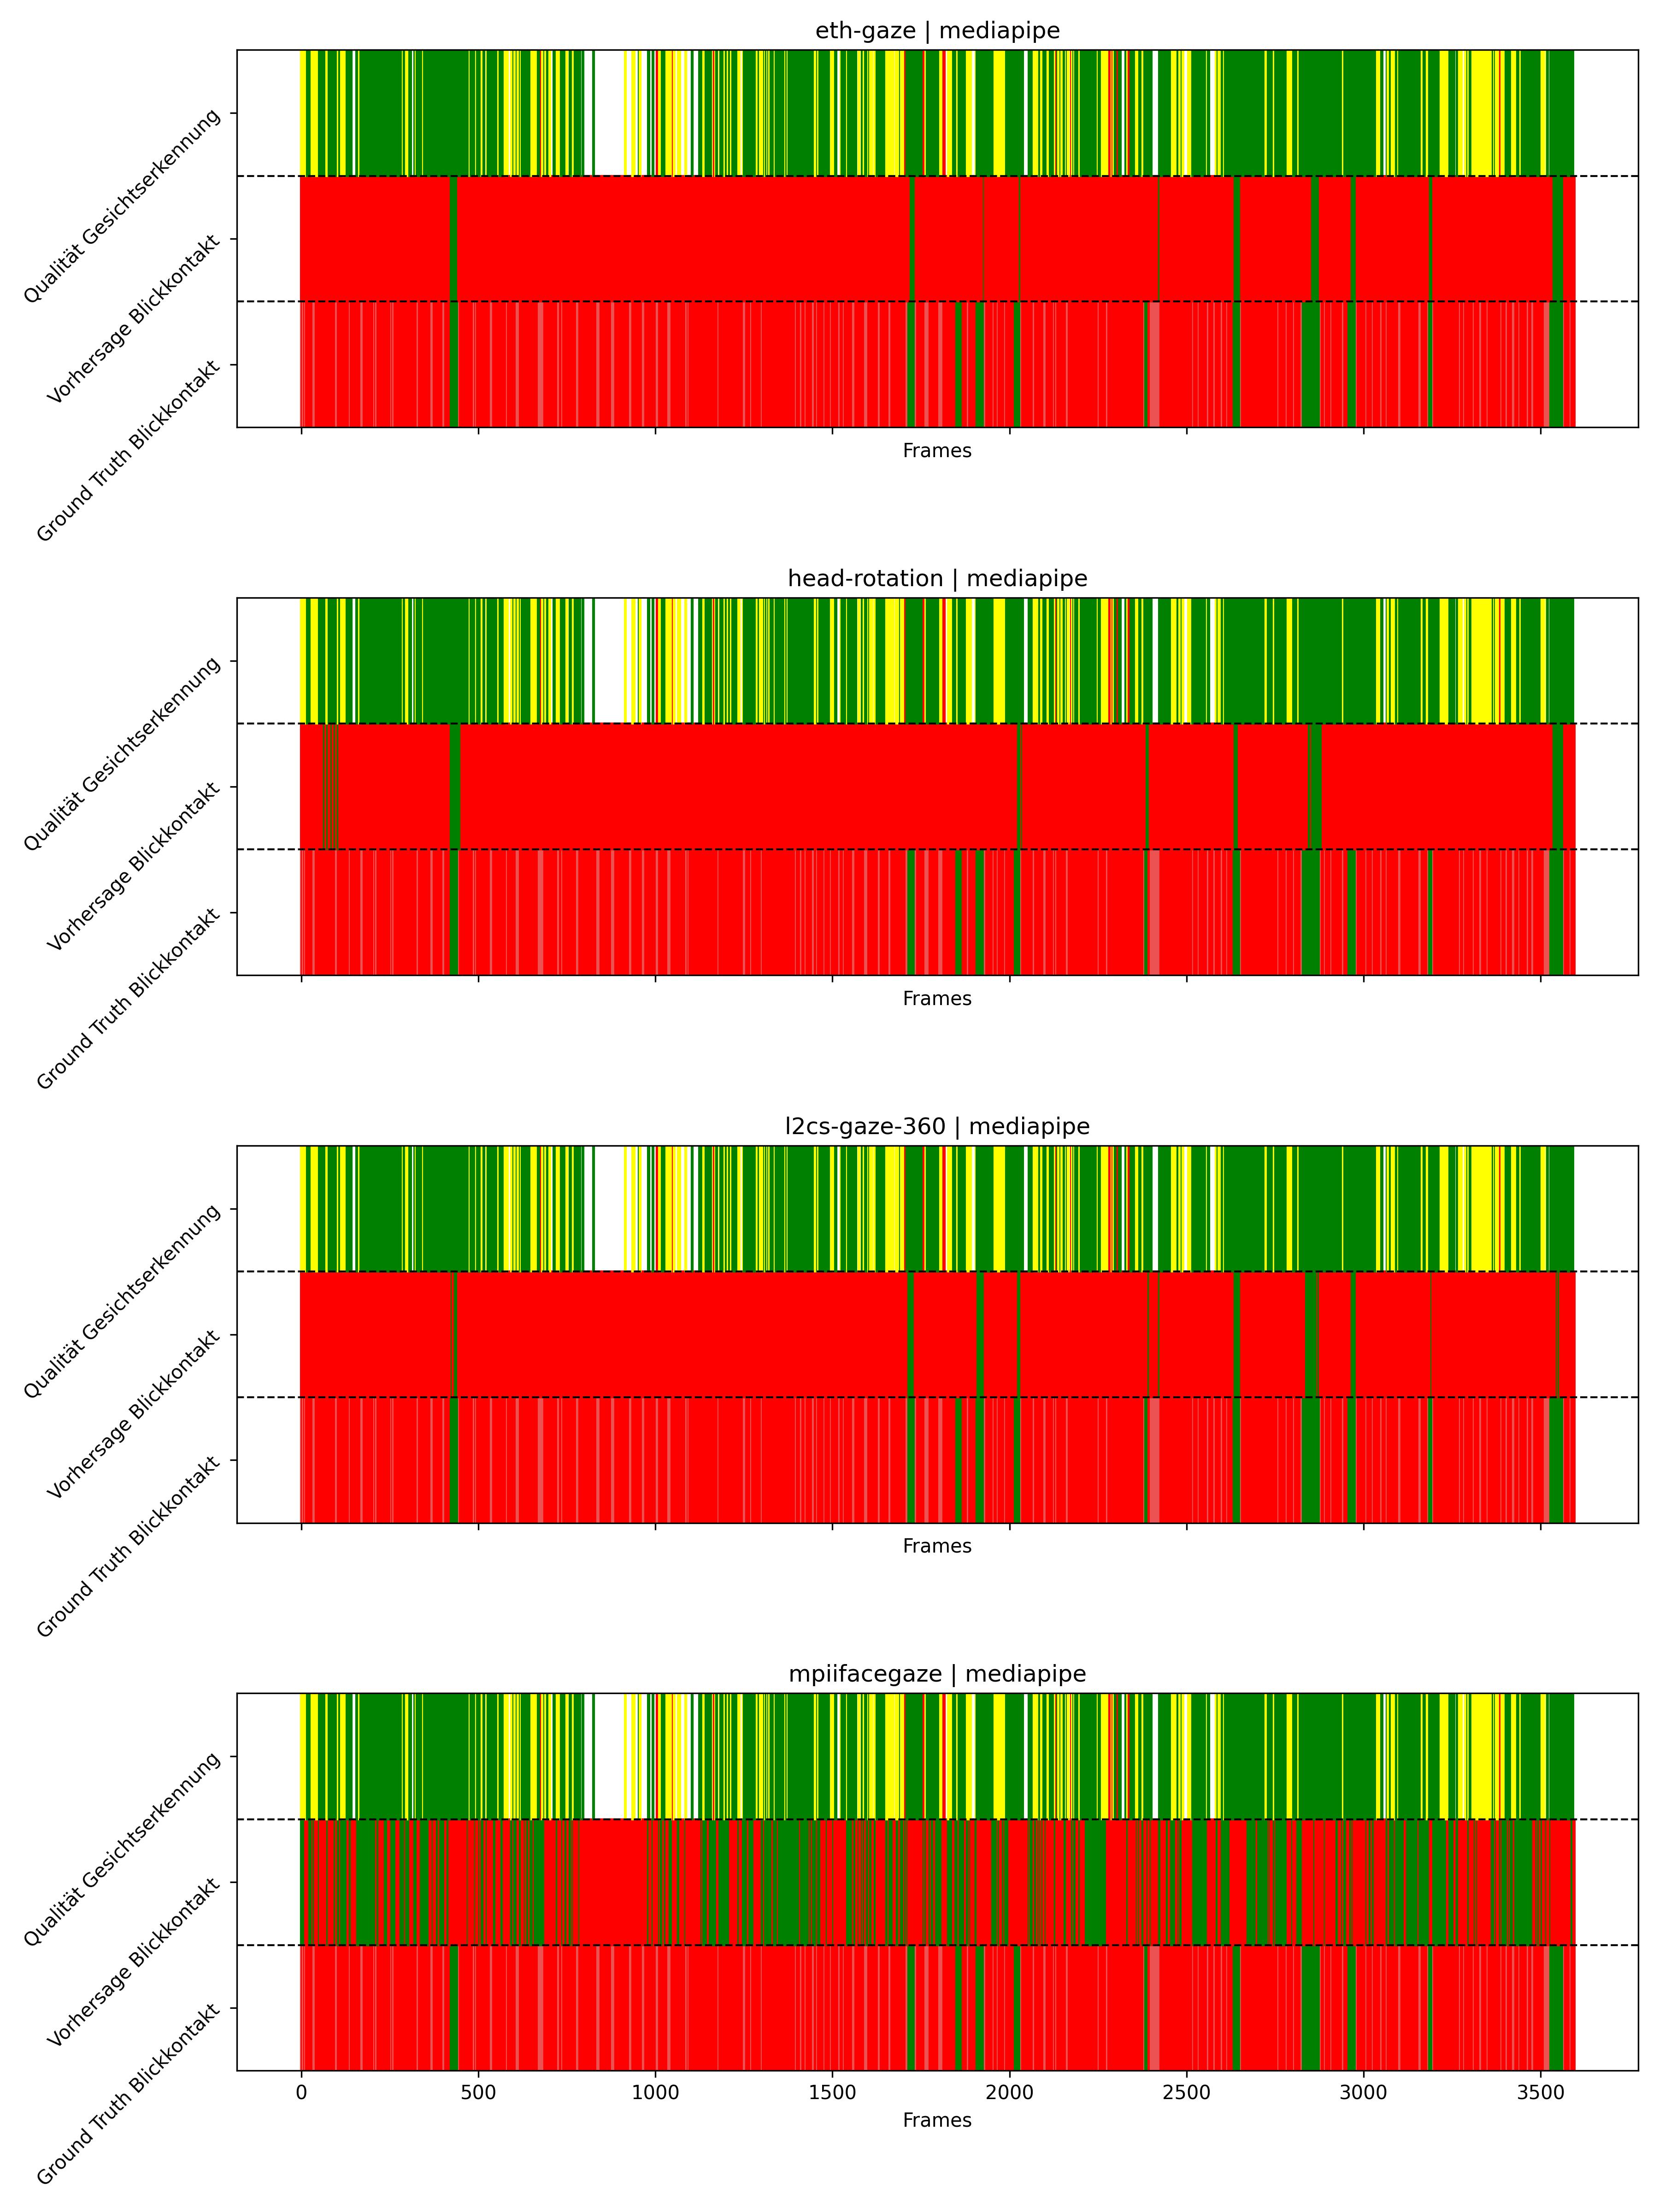 eth-gaze | mediapipe
Qualität Gesichtserkennung
Vorhersage Blickkontakt
Ground Truth Blickkontakt
Frames
head-rotation | mediapipe
Qualität Gesichtserkennung
Vorhersage Blickkontakt
Ground Truth Blickkontakt
Frames
l2cs-gaze-360 | mediapipe
Qualität Gesichtserkennung
Vorhersage Blickkontakt
Ground Truth Blickkontakt
Frames
mpiifacegaze | mediapipe
Qualität Gesichtserkennung
Vorhersage Blickkontakt
Ground Truth Blickkontakt
0 500 1000 1500 2000 2500 3000 3500
Frames